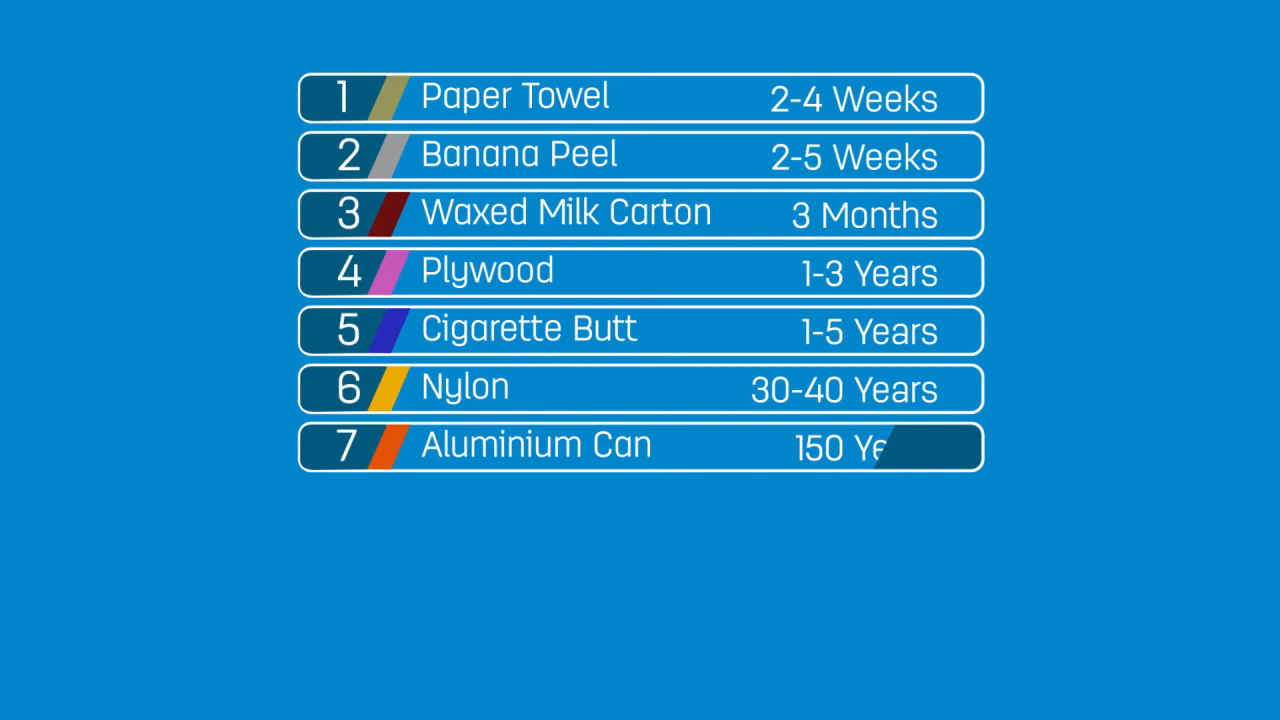 1 Paper Towel 2-4 Weeks
2 Banana Peel 2-5 Weeks
3 Waxed Milk Carton 3 Months
4 Plywood 1-3 Years
5 Cigarette Butt 1-5 Years
6 Nylon 30-40 Years
7 Aluminium Can 150